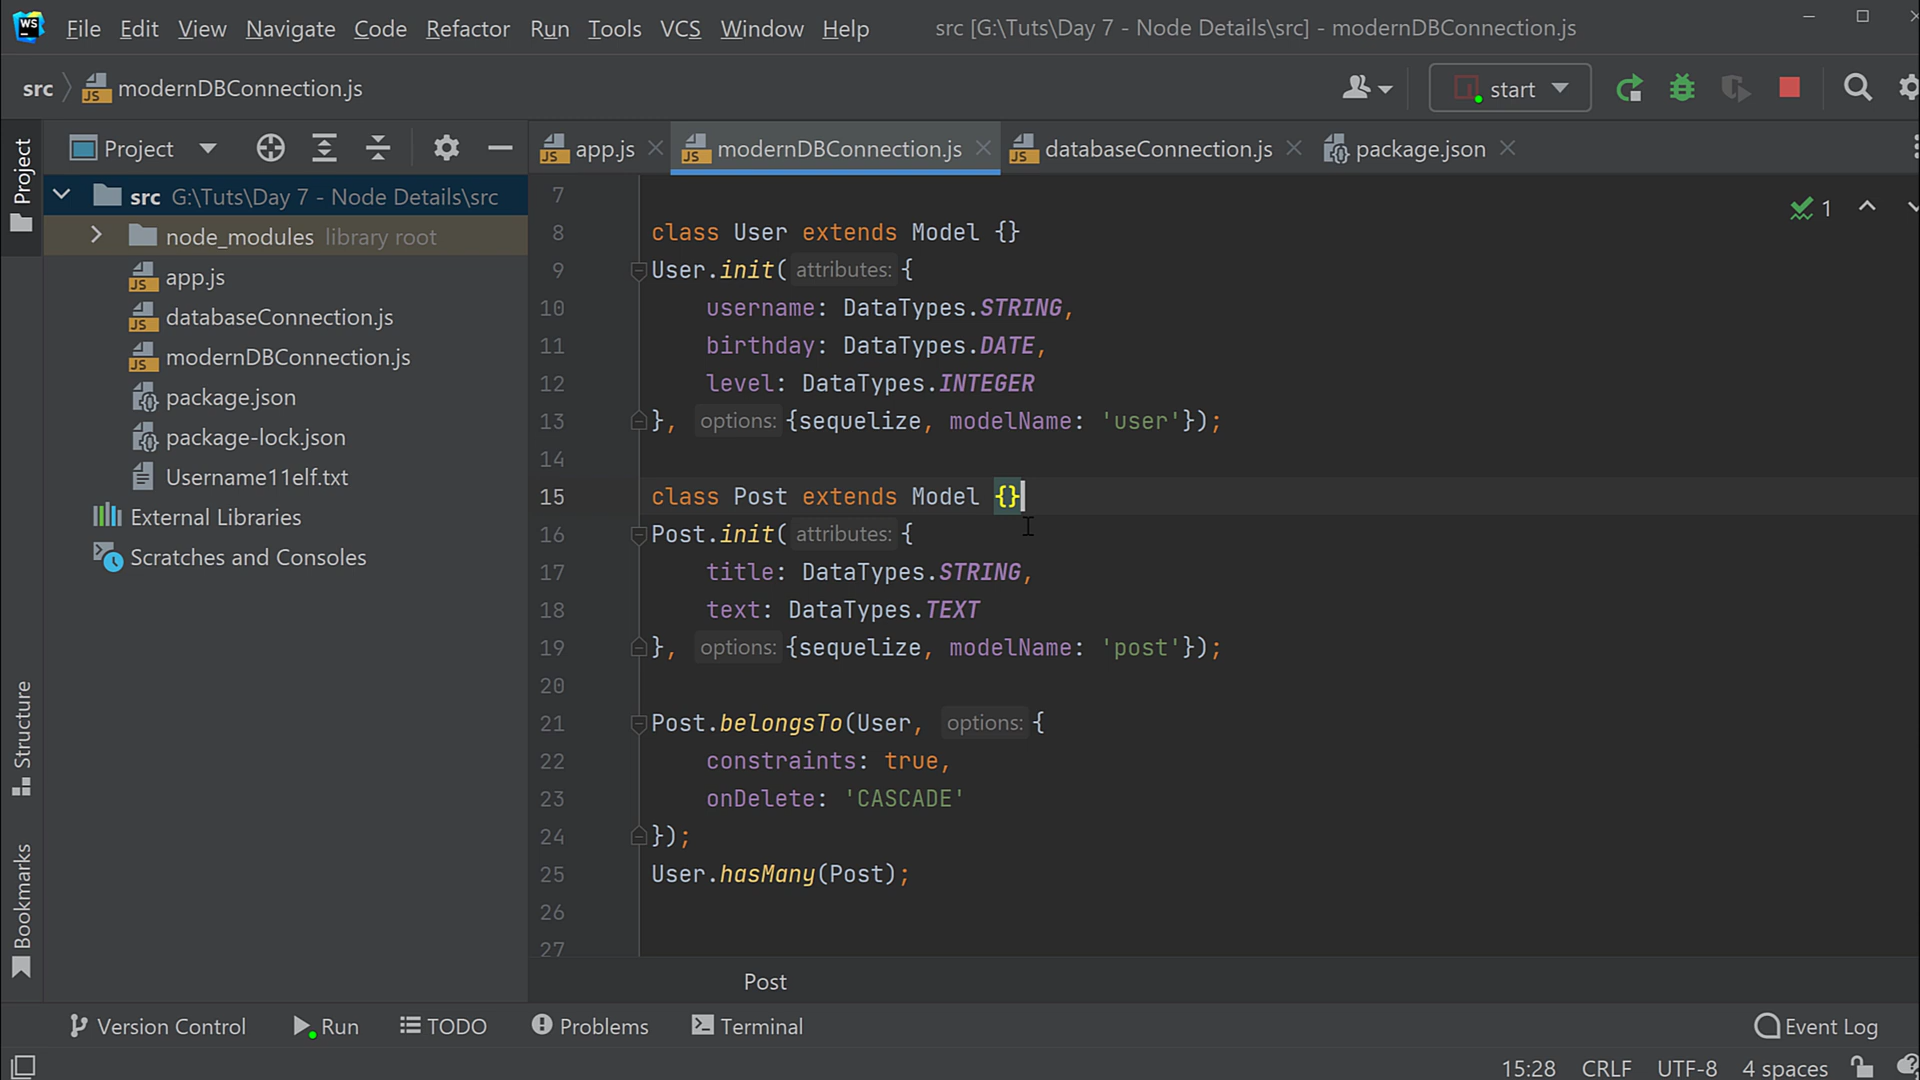 WS File Edit View Navigate Code Refactor Run Tools VCS Window Help src [G:\Tuts\Day 7 - Node Details\src] - modernDBConnection.js
src modernDBConnection.js start
Project app.js modernDBConnection.js databaseConnection.js package.json
Project
Structure
Bookmarks
src G:\Tuts\Day 7 - Node Details\src
node_modules library root
app.js
databaseConnection.js
modernDBConnection.js
package.json
package-lock.json
Username11elf.txt
External Libraries
Scratches and Consoles
1
7
8 class User extends Model {}
9 User.init( attributes: {
10 username: DataTypes.STRING,
11 birthday: DataTypes.DATE,
12 level: DataTypes.INTEGER
13 }, options: {sequelize, modelName: 'user'});
14
15 class Post extends Model {}
16 Post.init( attributes: {
17 title: DataTypes.STRING,
18 text: DataTypes.TEXT
19 }, options: {sequelize, modelName: 'post'});
20
21 Post.belongsTo(User, options: {
22 constraints: true,
23 onDelete: 'CASCADE'
24 });
25 User.hasMany(Post);
26
27
Post
Version Control Run TODO Problems Terminal Event Log
15:28 CRLF UTF-8 4 spaces